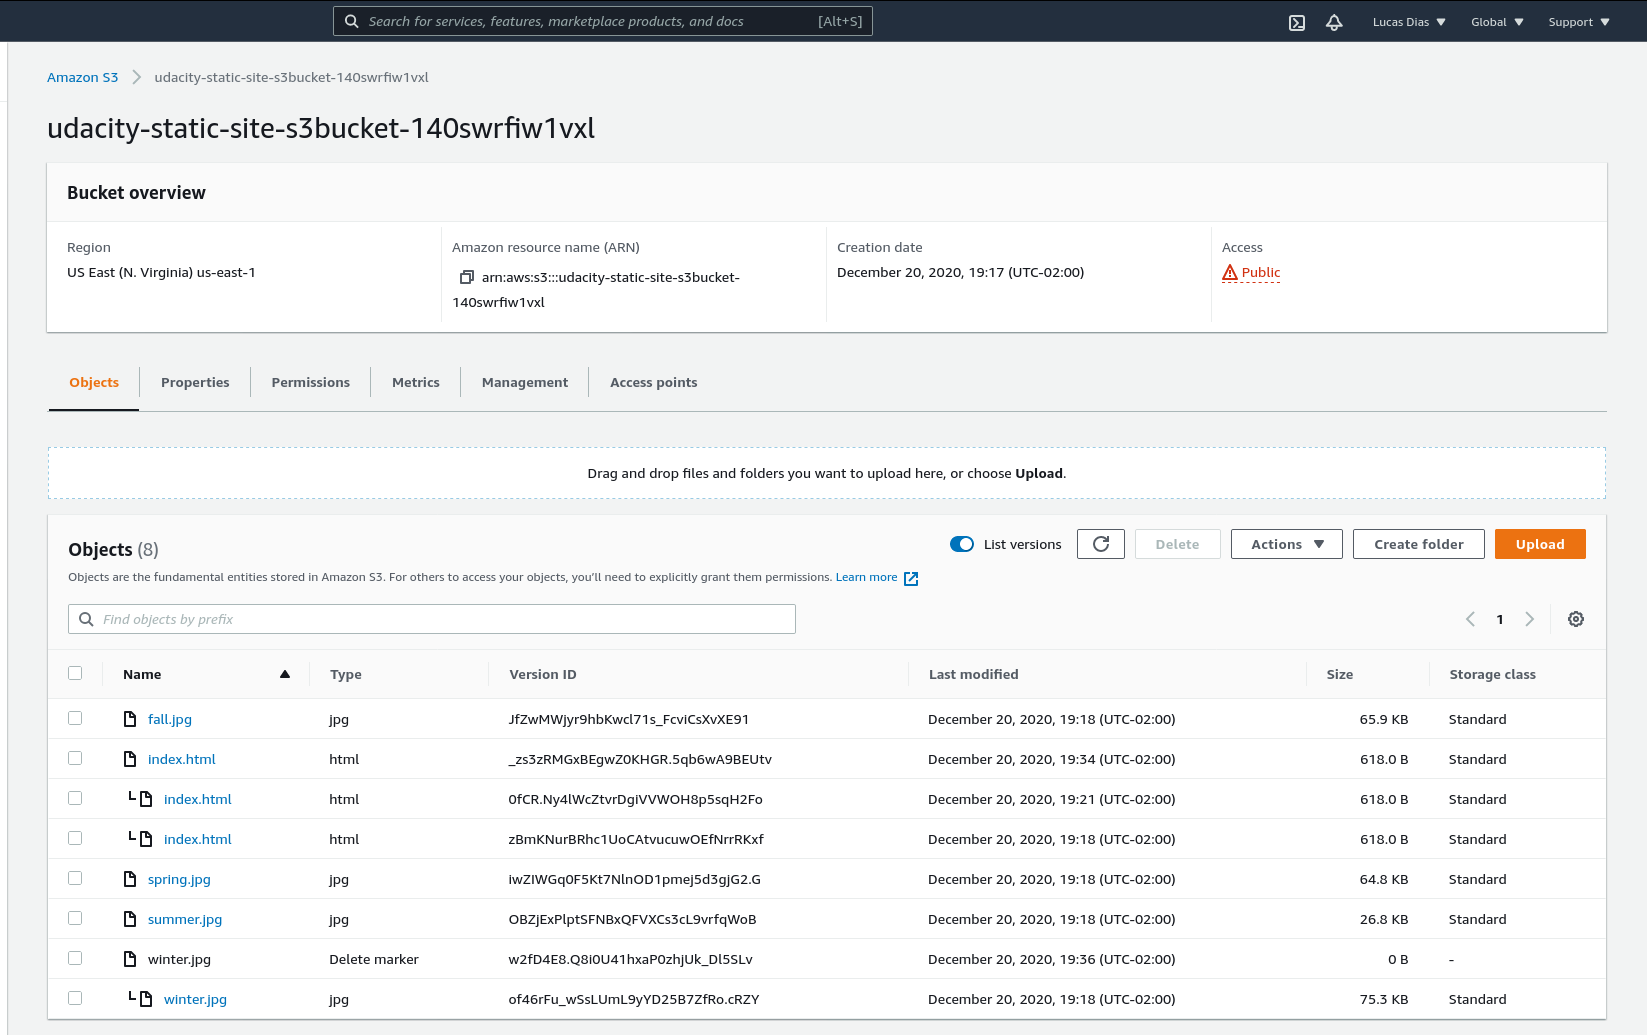 Search for services, features, marketplace products, and docs [Alt+S] Lucas Dias Global Support
Amazon S3 udacity-static-site-s3bucket-140swrfiw1vxl
udacity-static-site-s3bucket-140swrfiw1vxl
Bucket overview
Region
US East (N. Virginia) us-east-1
Amazon resource name (ARN)
arn:aws:s3:::udacity-static-site-s3bucket-
140swrfiw1vxl
Creation date
December 20, 2020, 19:17 (UTC-02:00)
Access
Public
Objects Properties Permissions Metrics Management Access points
Drag and drop files and folders you want to upload here, or choose Upload.
Objects (8)
List versions Delete Actions Create folder Upload
Objects are the fundamental entities stored in Amazon S3. For others to access your objects, you'll need to explicitly grant them permissions. Learn more
Find objects by prefix 1
Name Type Version ID Last modified Size Storage class
fall.jpg jpg JfZwMWjyr9hbKwcl71s_FcviCsXvXE91 December 20, 2020, 19:18 (UTC-02:00) 65.9 KB Standard
index.html html _zs3zRMGxBEgwZ0KHGR.5qb6wA9BEUtv December 20, 2020, 19:34 (UTC-02:00) 618.0 B Standard
index.html html 0fCR.Ny4lWcZtvrDgiVVWOH8p5sqH2Fo December 20, 2020, 19:21 (UTC-02:00) 618.0 B Standard
index.html html zBmKNurBRhc1UoCAtvucuwOEfNrrRKxf December 20, 2020, 19:18 (UTC-02:00) 618.0 B Standard
spring.jpg jpg iwZIWGq0F5Kt7NlnOD1pmej5d3gjG2.G December 20, 2020, 19:18 (UTC-02:00) 64.8 KB Standard
summer.jpg jpg OBZjExPlptSFNBxQFVXCs3cL9vrfqWoB December 20, 2020, 19:18 (UTC-02:00) 26.8 KB Standard
winter.jpg Delete marker w2fD4E8.Q8i0U41hxaP0zhjUk_Dl5SLv December 20, 2020, 19:36 (UTC-02:00) 0 B -
winter.jpg jpg of46rFu_wSsLUmL9yYD25B7ZfRo.cRZY December 20, 2020, 19:18 (UTC-02:00) 75.3 KB Standard